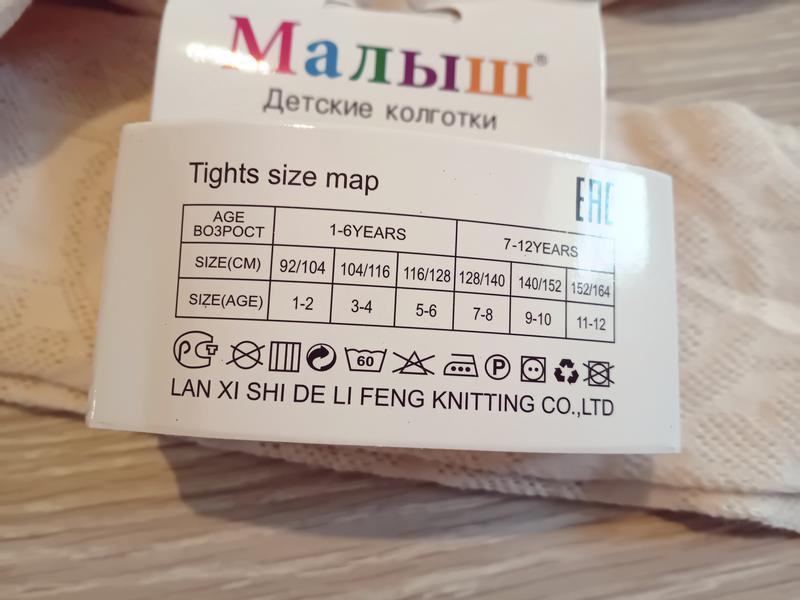 Малыш®
Детские колготки
Tights size map
EAC
AGE 1-6YEARS 7-12YEARS
ВОЗРОСТ
SIZE(CM) 92/104 104/116 116/128 128/140 140/152 152/164
SIZE(AGE) 1-2 3-4 5-6 7-8 9-10 11-12
РСТ 60 P
LAN XI SHI DE LI FENG KNITTING CO.,LTD